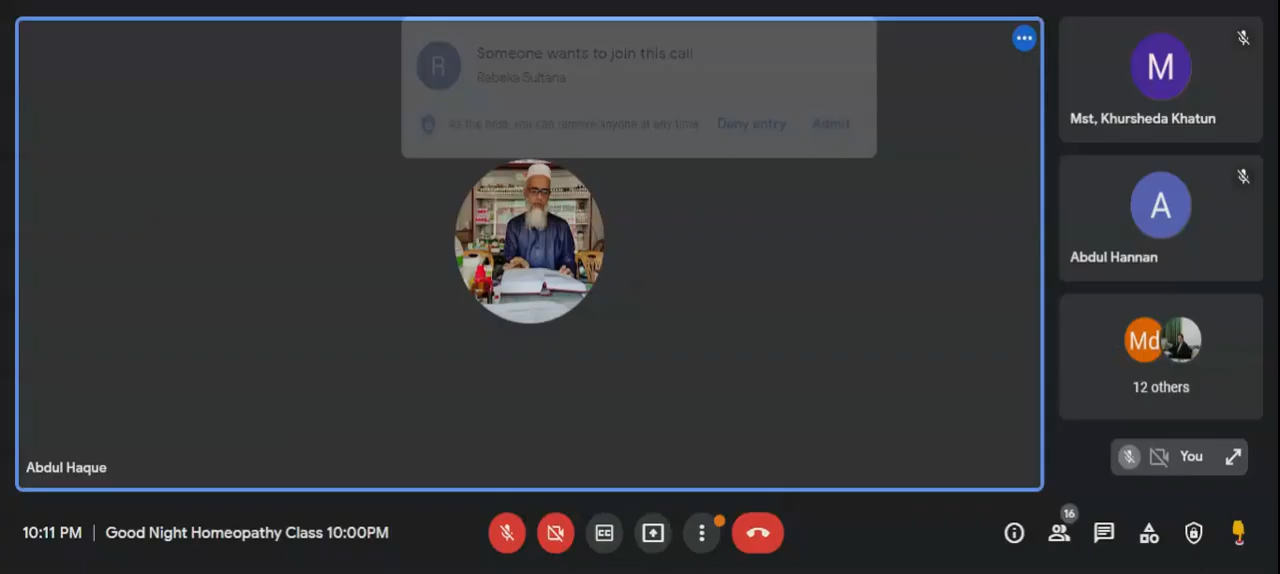 Someone wants to join this call
R
Rabeka Sultana
As the host, you can remove anyone at any time
Deny entry
Admit
M
Mst, Khursheda Khatun
A
Abdul Hannan
Md
12 others
Abdul Haque
You
10:11 PM
Good Night Homeopathy Class 10:00PM
16